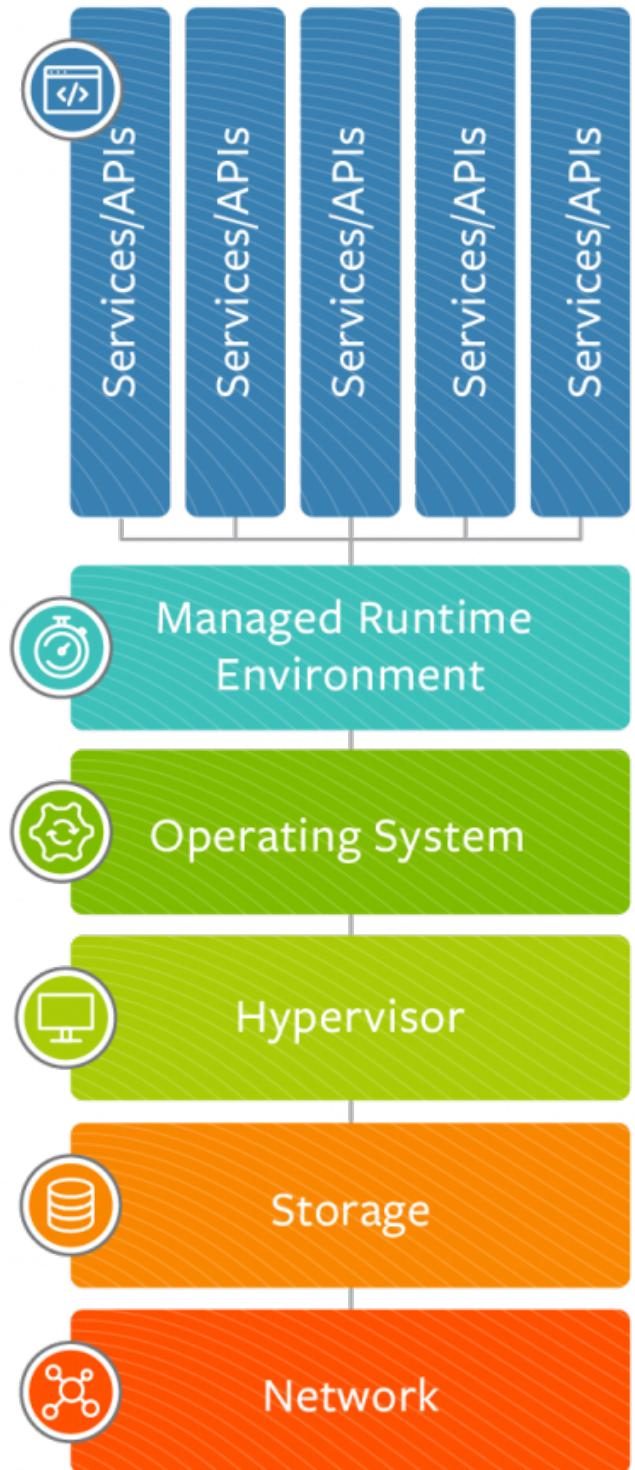 </>
Services/APIs
Services/APIs
Services/APIs
Services/APIs
Services/APIs
Managed Runtime
Environment
Operating System
Hypervisor
Storage
Network